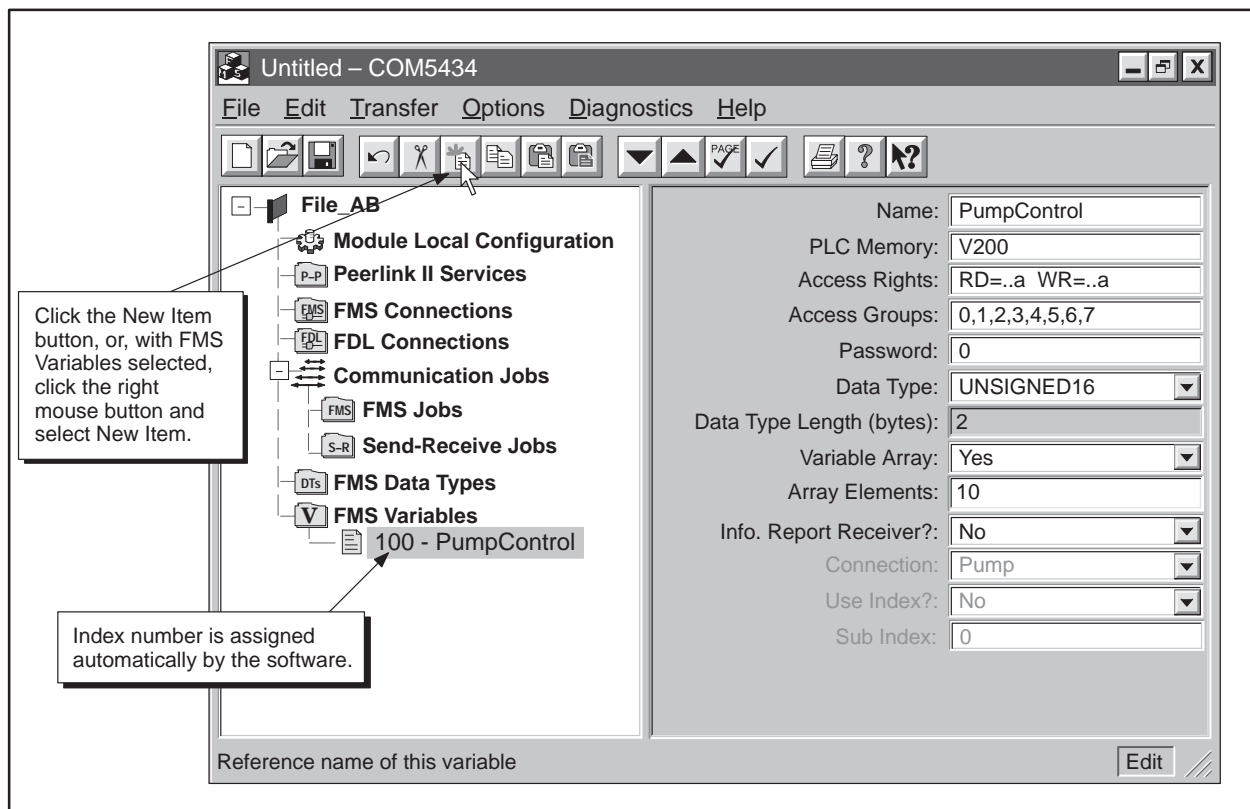 Untitled – COM5434
File Edit Transfer Options Diagnostics Help
PAGE
File_AB
Module Local Configuration
P–P Peerlink II Services
FMS FMS Connections
FDL FDL Connections
Communication Jobs
FMS FMS Jobs
S–R Send-Receive Jobs
DTs FMS Data Types
V FMS Variables
100 - PumpControl
Click the New Item
button, or, with FMS
Variables selected,
click the right
mouse button and
select New Item.
Index number is assigned
automatically by the software.
Name: PumpControl
PLC Memory: V200
Access Rights: RD=..a WR=..a
Access Groups: 0,1,2,3,4,5,6,7
Password: 0
Data Type: UNSIGNED16
Data Type Length (bytes): 2
Variable Array: Yes
Array Elements: 10
Info. Report Receiver?: No
Connection: Pump
Use Index?: No
Sub Index: 0
Reference name of this variable
Edit